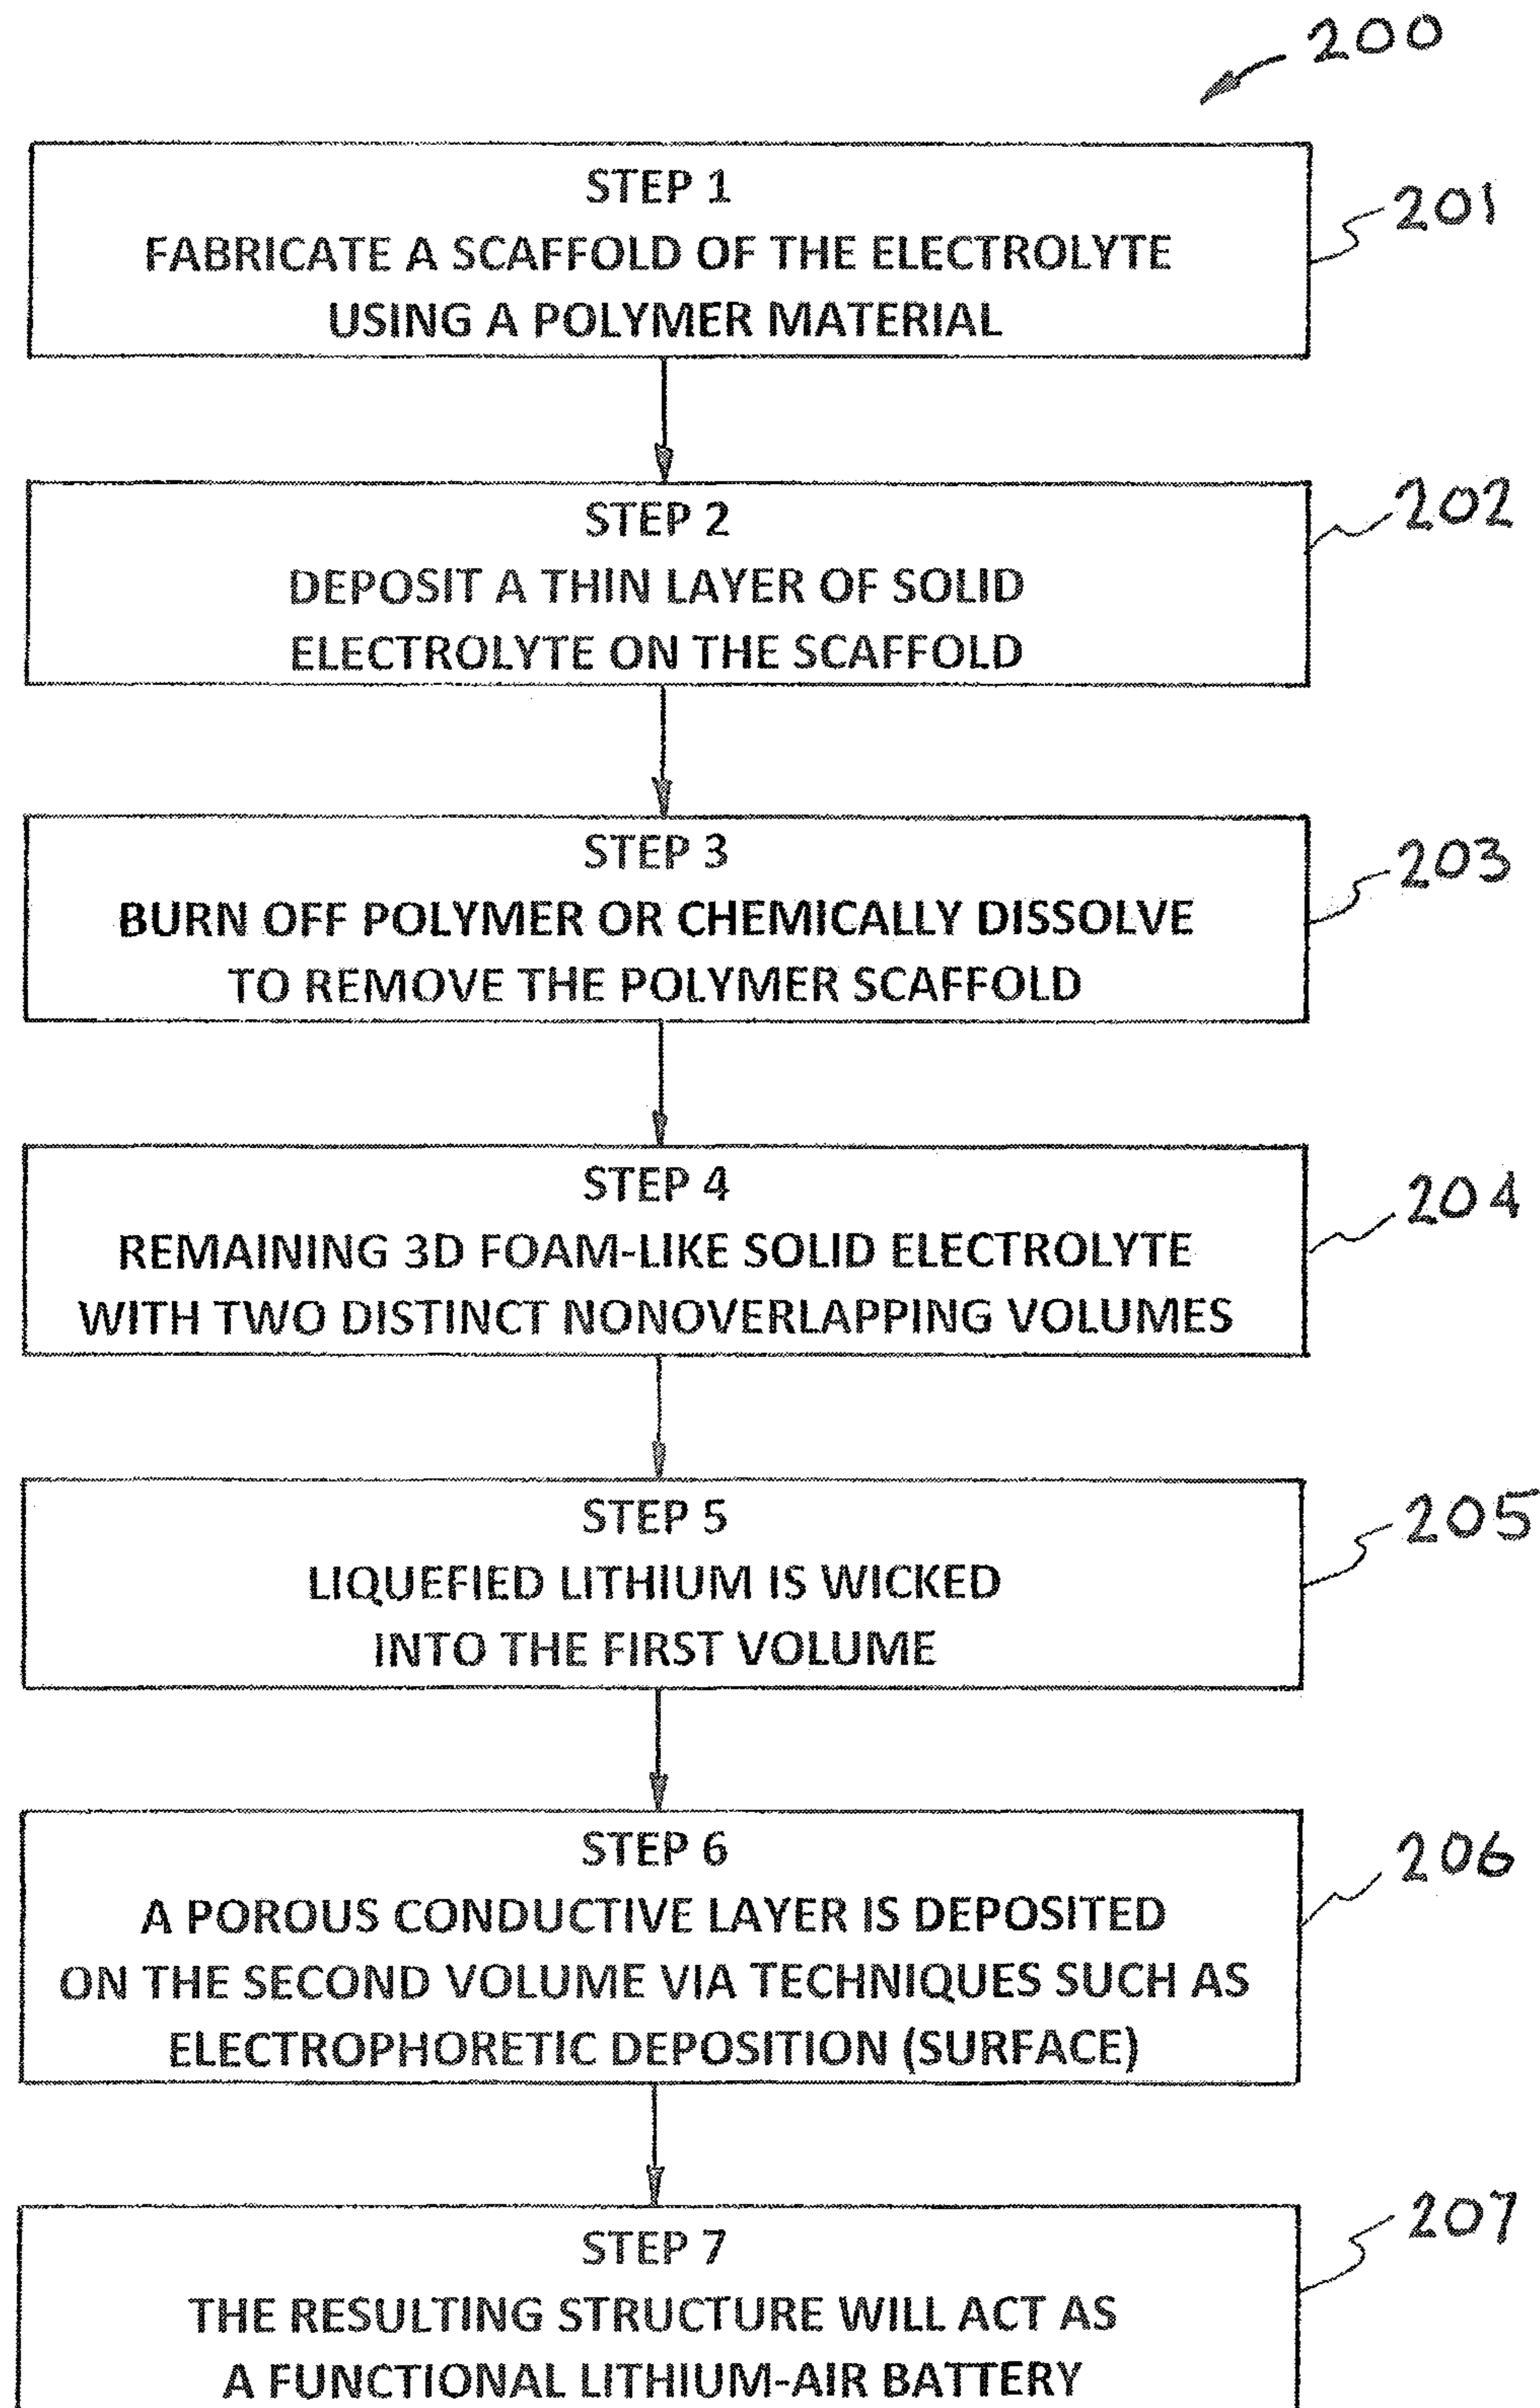 200
STEP 1
FABRICATE A SCAFFOLD OF THE ELECTROLYTE
USING A POLYMER MATERIAL
201
STEP 2
DEPOSIT A THIN LAYER OF SOLID
ELECTROLYTE ON THE SCAFFOLD
202
STEP 3
BURN OFF POLYMER OR CHEMICALLY DISSOLVE
TO REMOVE THE POLYMER SCAFFOLD
203
STEP 4
REMAINING 3D FOAM-LIKE SOLID ELECTROLYTE
WITH TWO DISTINCT NONOVERLAPPING VOLUMES
204
STEP 5
LIQUEFIED LITHIUM IS WICKED
INTO THE FIRST VOLUME
205
STEP 6
A POROUS CONDUCTIVE LAYER IS DEPOSITED
ON THE SECOND VOLUME VIA TECHNIQUES SUCH AS
ELECTROPHORETIC DEPOSITION (SURFACE)
206
STEP 7
THE RESULTING STRUCTURE WILL ACT AS
A FUNCTIONAL LITHIUM-AIR BATTERY
207